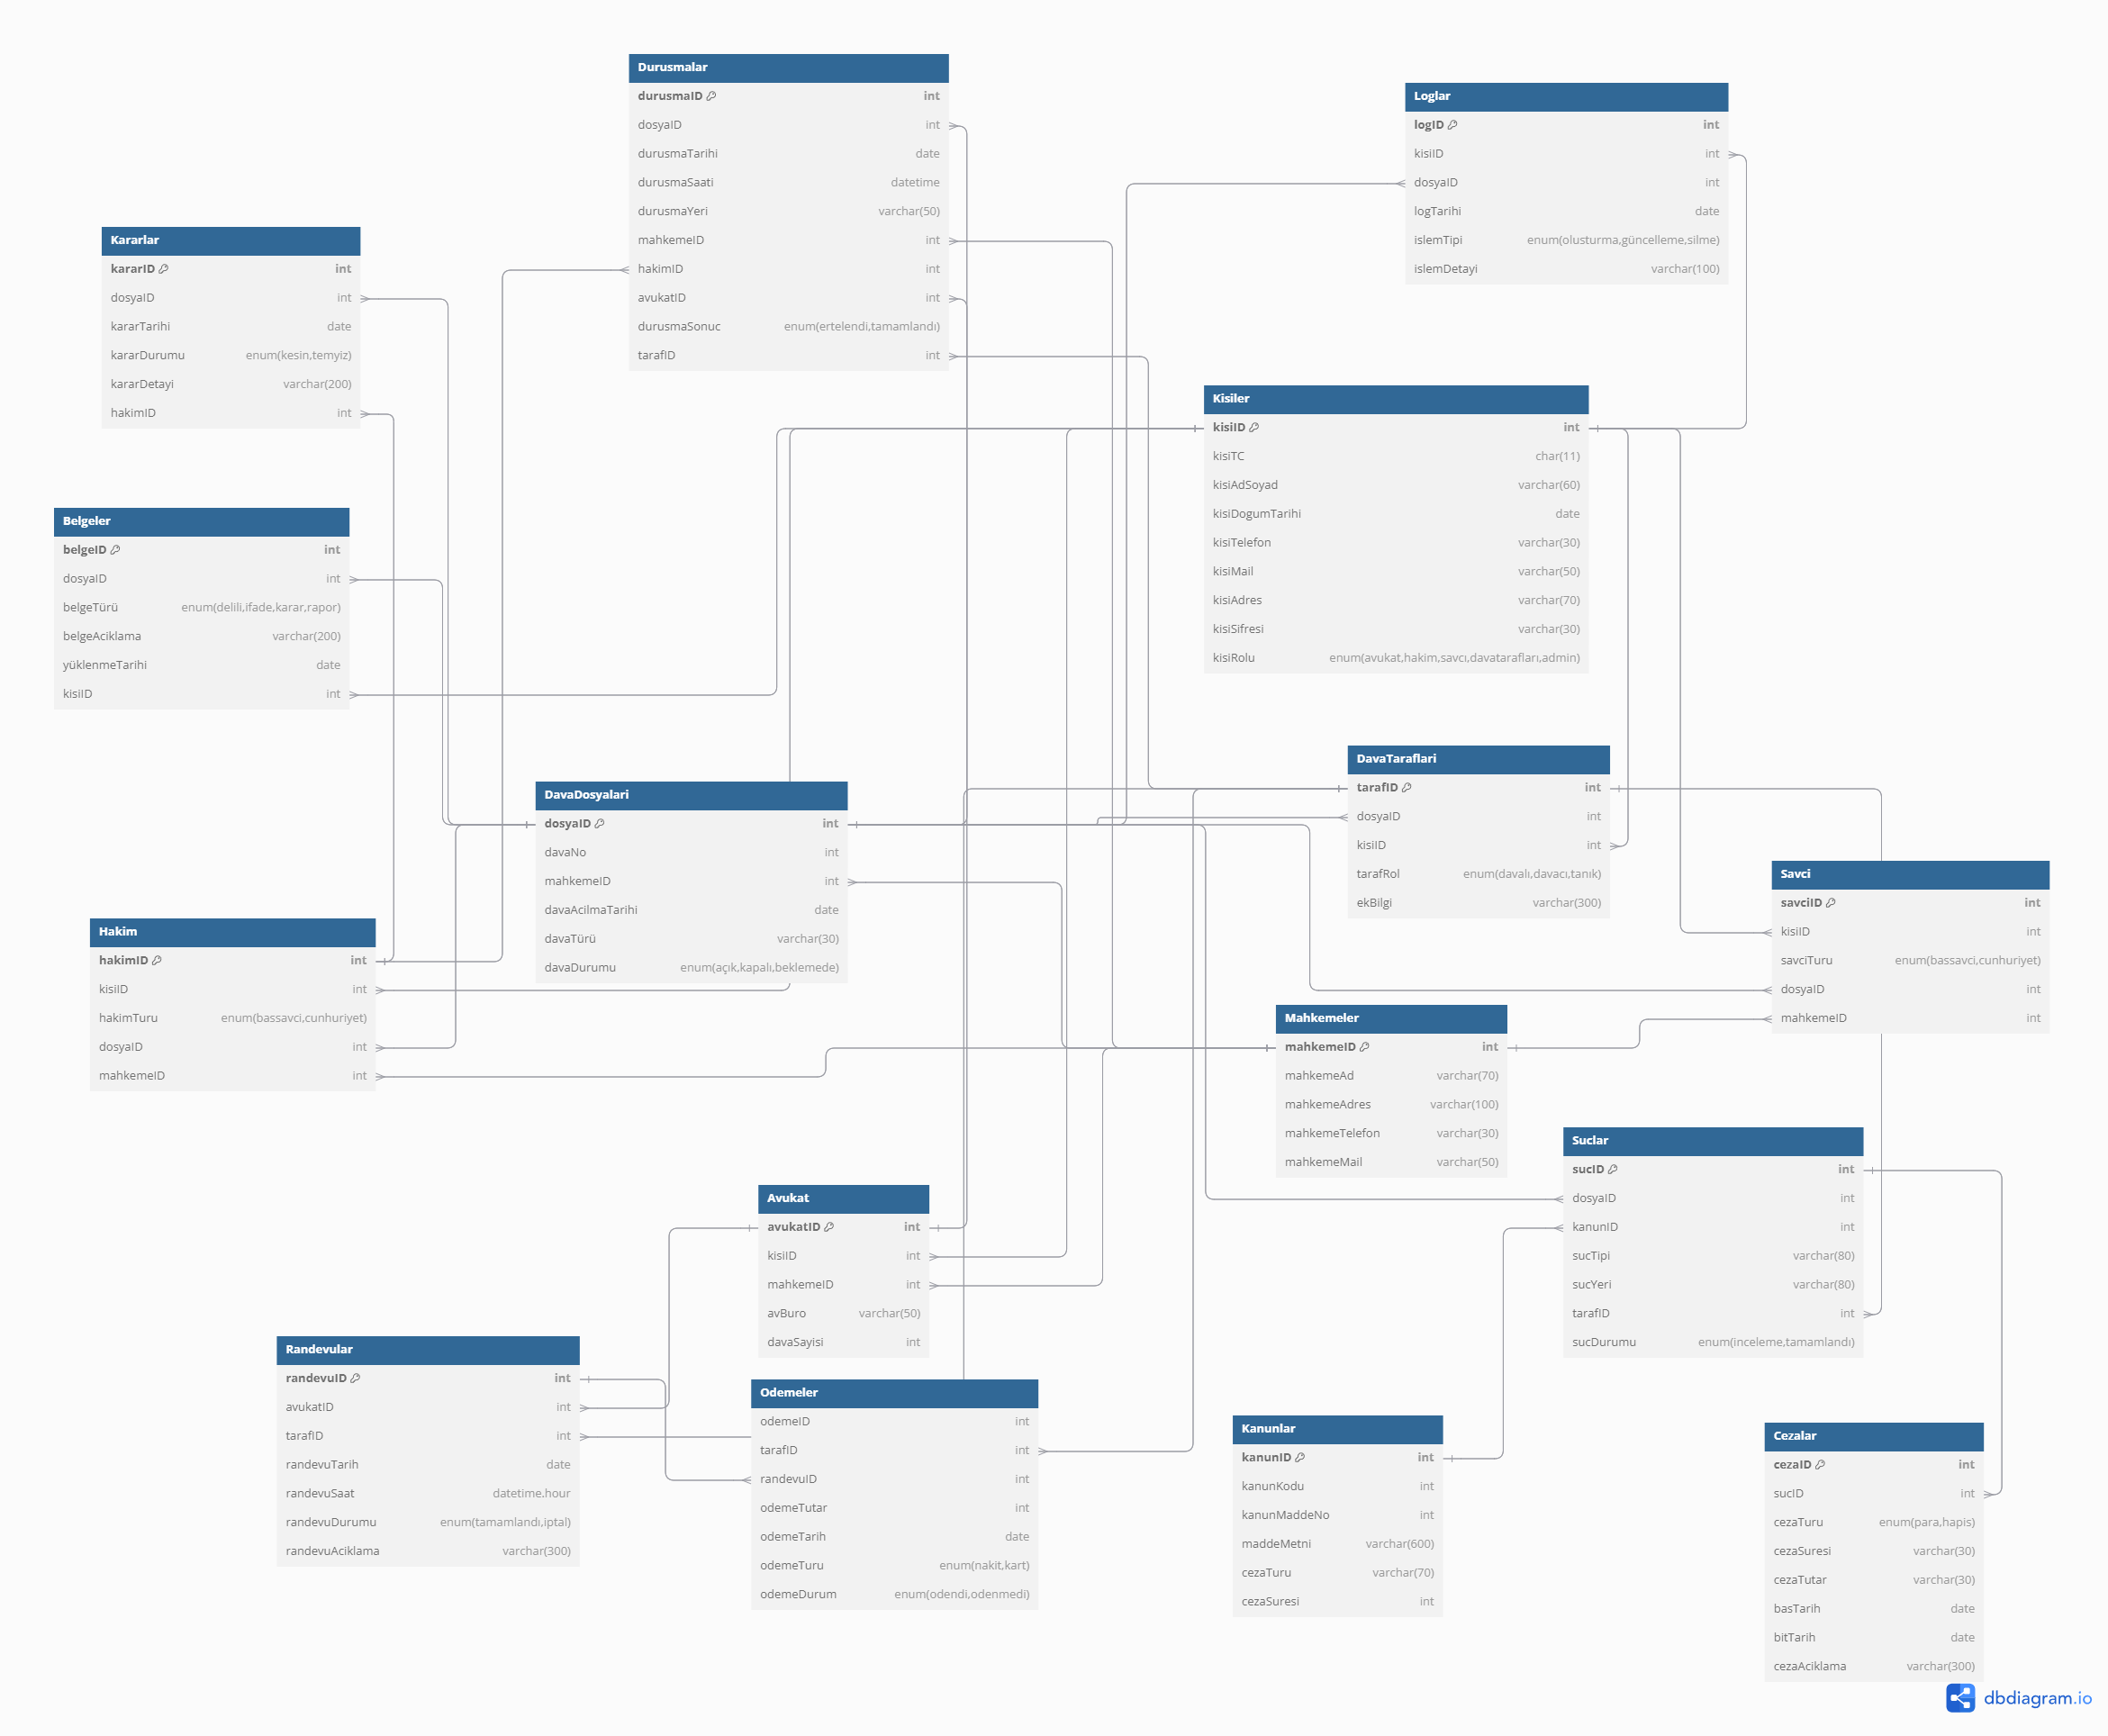 Durusmalar
durusmaID int
dosyaID int
durusmaTarihi date
durusmaSaati datetime
durusmaYeri varchar(50)
mahkemeID int
hakimID int
avukatID int
durusmaSonuc enum(ertelendi,tamamlandı)
tarafID int
Loglar
logID int
kisiID int
dosyaID int
logTarihi date
islemTipi enum(olusturma,güncelleme,silme)
islemDetayi varchar(100)
Kararlar
kararID int
dosyaID int
kararTarihi date
kararDurumu enum(kesin,temyiz)
kararDetayi varchar(200)
hakimID int
Kisiler
kisiID int
kisiTC char(11)
kisiAdSoyad varchar(60)
kisiDogumTarihi date
kisiTelefon varchar(30)
kisiMail varchar(50)
kisiAdres varchar(70)
kisiSifresi varchar(30)
kisiRolu enum(avukat,hakim,savcı,davatarafları,admin)
Belgeler
belgeID int
dosyaID int
belgeTürü enum(delili,ifade,karar,rapor)
belgeAciklama varchar(200)
yüklenmeTarihi date
kisiID int
DavaTaraflari
tarafID int
dosyaID int
kisiID int
tarafRol enum(davalı,davacı,tanık)
ekBilgi varchar(300)
DavaDosyalari
dosyaID int
davaNo int
mahkemeID int
davaAcilmaTarihi date
davaTürü varchar(30)
davaDurumu enum(açık,kapalı,beklemede)
Savci
savciID int
kisiID int
savciTuru enum(bassavci,cunhuriyet)
dosyaID int
mahkemeID int
Hakim
hakimID int
kisiID int
hakimTuru enum(bassavci,cunhuriyet)
dosyaID int
mahkemeID int
Mahkemeler
mahkemeID int
mahkemeAd varchar(70)
mahkemeAdres varchar(100)
mahkemeTelefon varchar(30)
mahkemeMail varchar(50)
Suclar
sucID int
dosyaID int
kanunID int
sucTipi varchar(80)
sucYeri varchar(80)
tarafID int
sucDurumu enum(inceleme,tamamlandı)
Avukat
avukatID int
kisiID int
mahkemeID int
avBuro varchar(50)
davaSayisi int
Randevular
randevuID int
avukatID int
tarafID int
randevuTarih date
randevuSaat datetime.hour
randevuDurumu enum(tamamlandı,iptal)
randevuAciklama varchar(300)
Odemeler
odemeID int
tarafID int
randevuID int
odemeTutar int
odemeTarih date
odemeTuru enum(nakit,kart)
odemeDurum enum(odendi,odenmedi)
Kanunlar
kanunID int
kanunKodu int
kanunMaddeNo int
maddeMetni varchar(600)
cezaTuru varchar(70)
cezaSuresi int
Cezalar
cezaID int
sucID int
cezaTuru enum(para,hapis)
cezaSuresi varchar(30)
cezaTutar varchar(30)
basTarih date
bitTarih date
cezaAciklama varchar(300)
dbdiagram.io